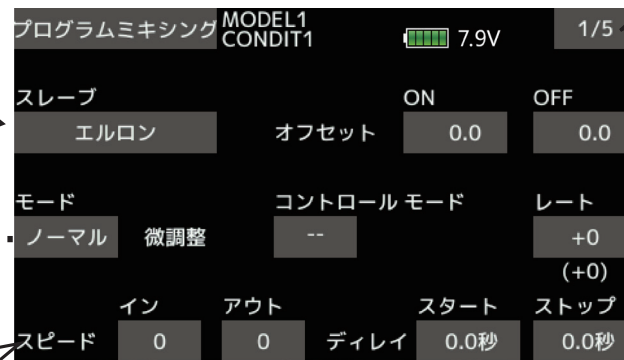 プログラムミキシング MODEL1 CONDIT1 7.9V 1/5
スレーブ ON OFF
エルロン オフセット 0.0 0.0
モード コントロール モード レート
ノーマル 微調整 -- +0
(+0)
イン アウト スタート ストップ
スピード 0 0 ディレイ 0.0秒 0.0秒